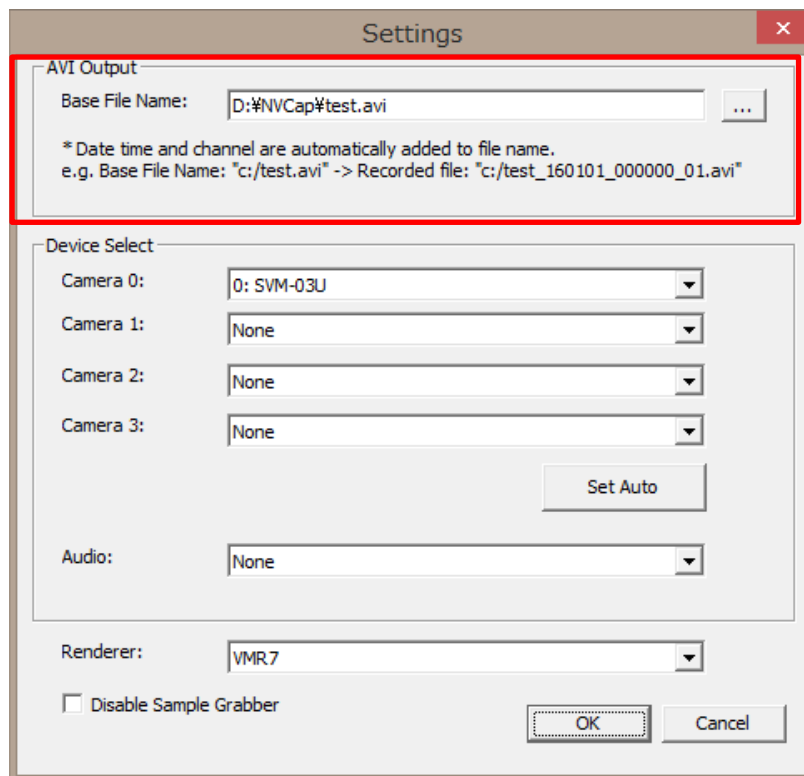 Settings
AVI Output
Base File Name: D:¥NVCap¥test.avi ...
* Date time and channel are automatically added to file name.
e.g. Base File Name: "c:/test.avi" -> Recorded file: "c:/test_160101_000000_01.avi"
Device Select
Camera 0: 0: SVM-03U
Camera 1: None
Camera 2: None
Camera 3: None
Set Auto
Audio: None
Renderer: VMR7
Disable Sample Grabber
OK Cancel